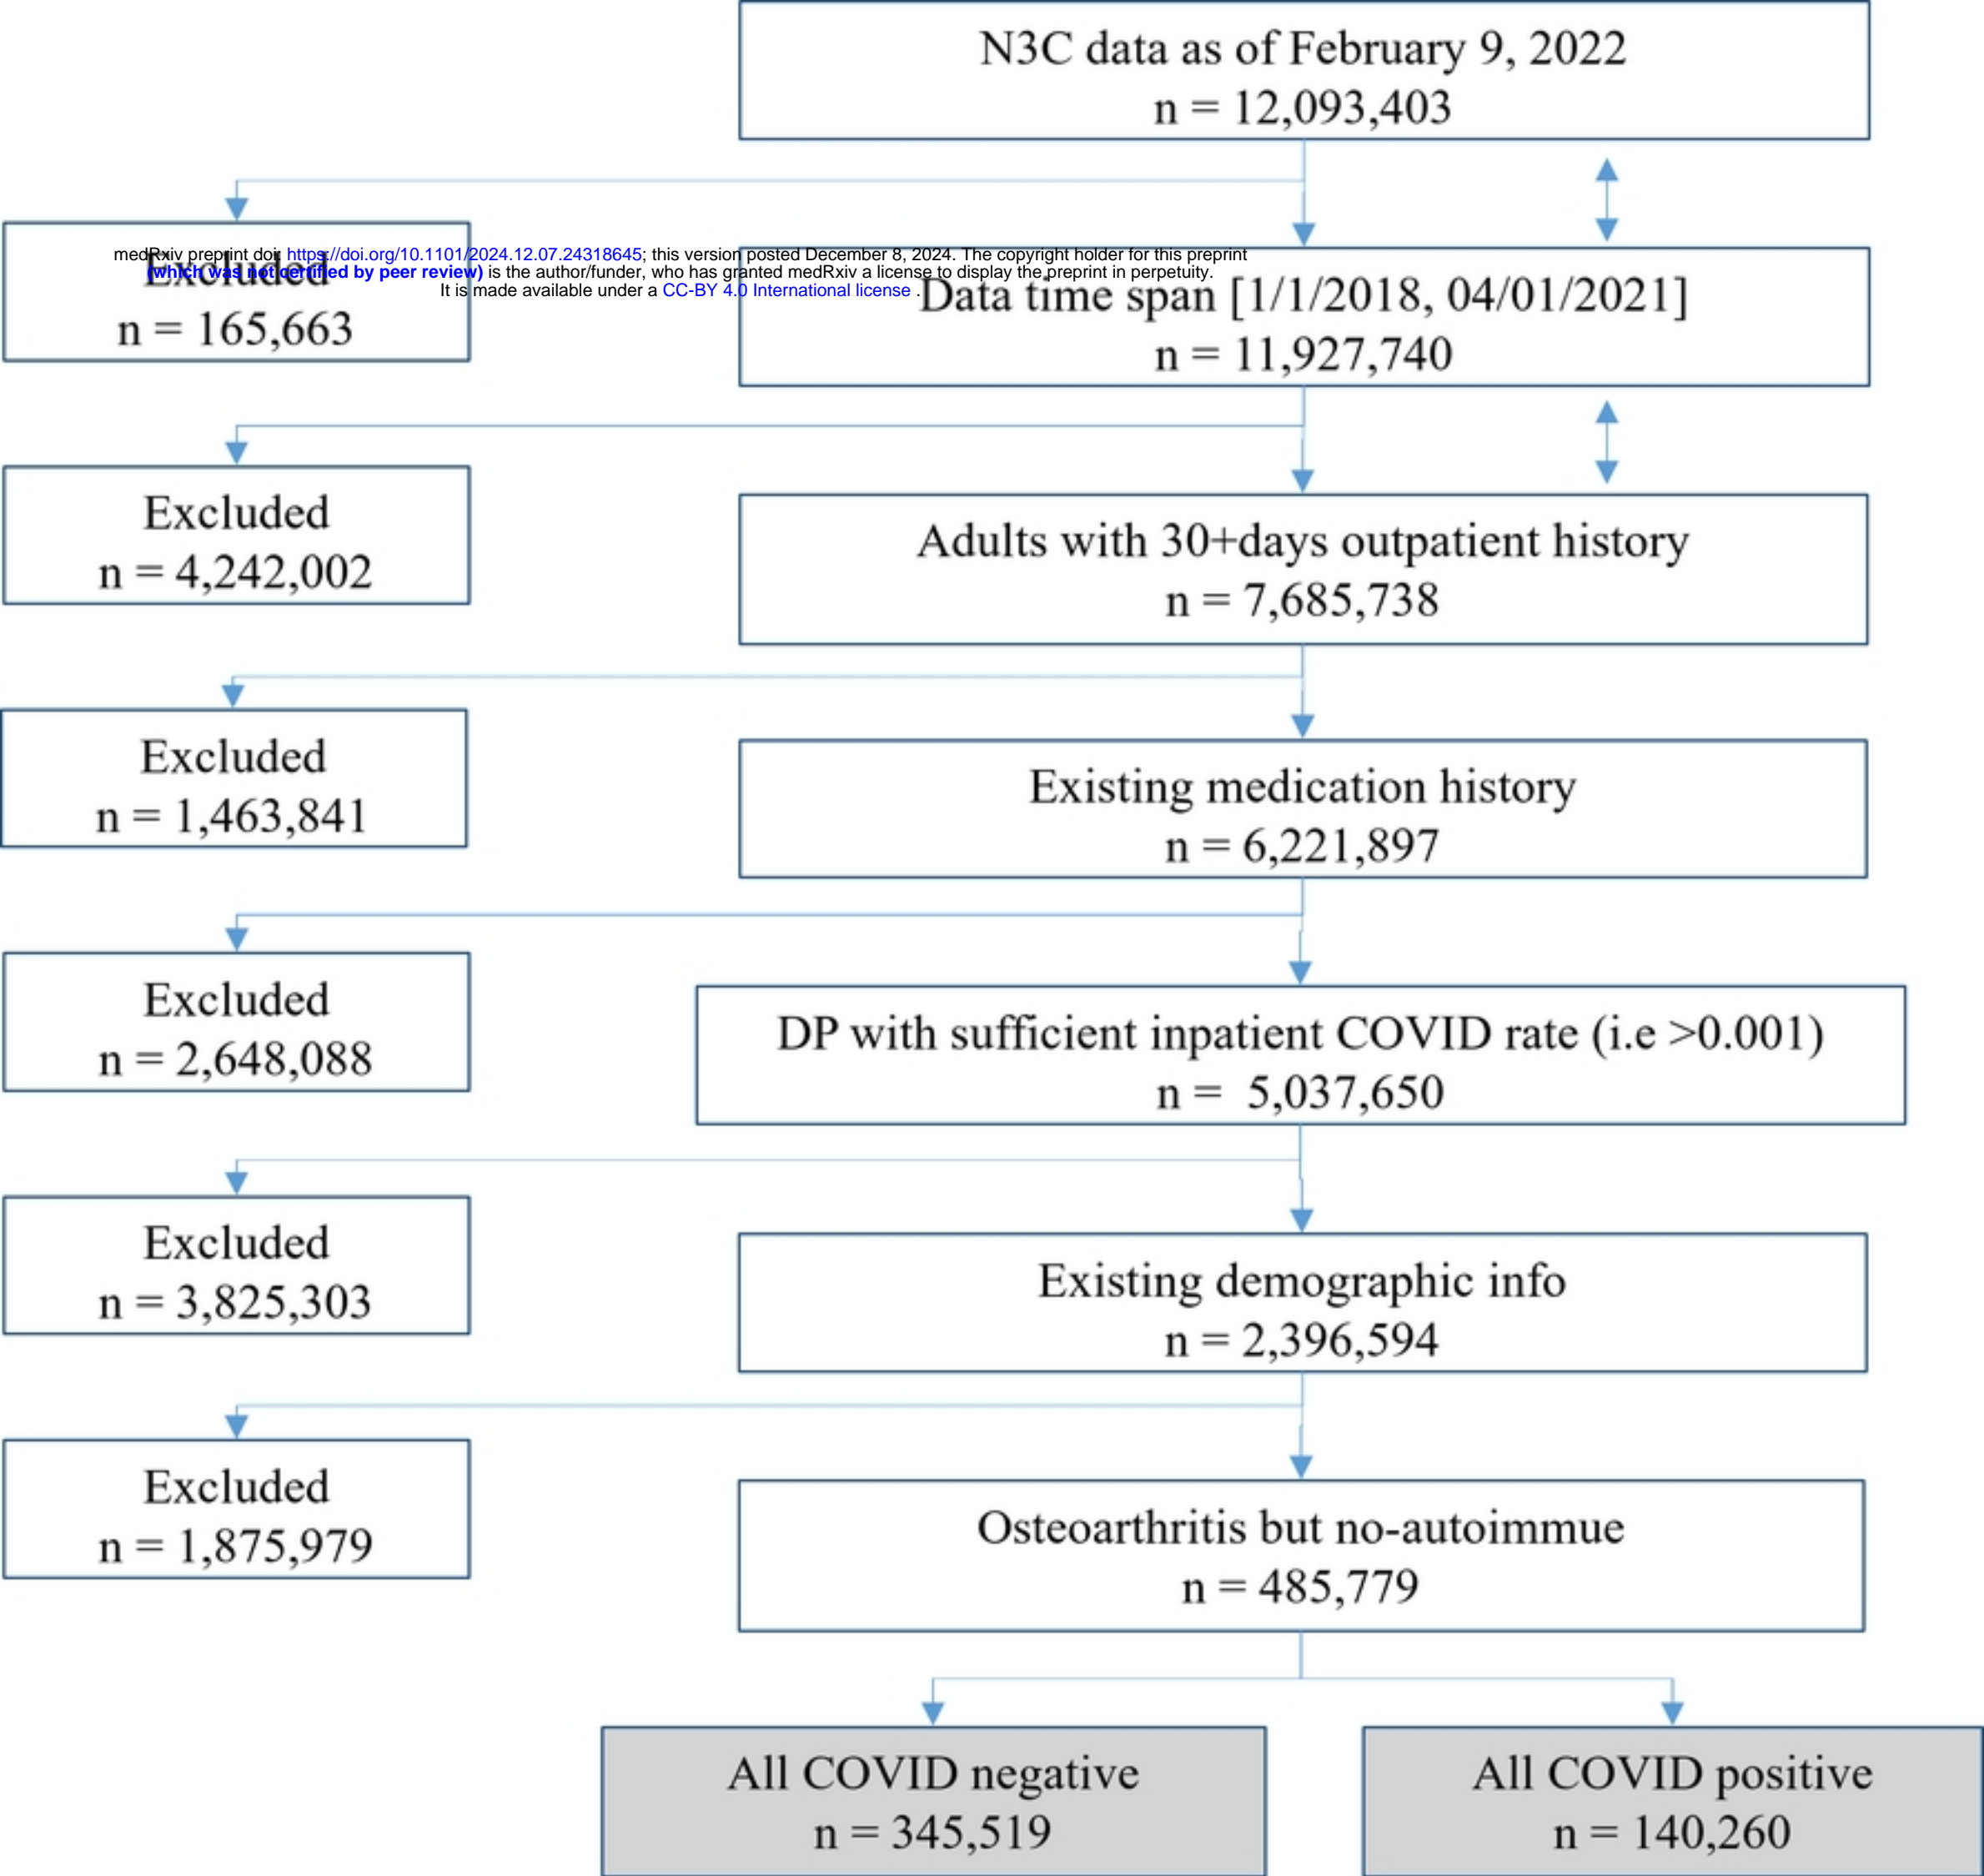 N3C data as of February 9, 2022
n = 12,093,403
medRxiv preprint doi: https://doi.org/10.1101/2024.12.07.24318645; this version posted December 8, 2024. The copyright holder for this preprint
(which was not certified by peer review) is the author/funder, who has granted medRxiv a license to display the preprint in perpetuity.
It is made available under a CC-BY 4.0 International license .
Excluded
n = 165,663
Data time span [1/1/2018, 04/01/2021]
n = 11,927,740
Excluded
n = 4,242,002
Adults with 30+days outpatient history
n = 7,685,738
Excluded
n = 1,463,841
Existing medication history
n = 6,221,897
Excluded
n = 2,648,088
DP with sufficient inpatient COVID rate (i.e >0.001)
n = 5,037,650
Excluded
n = 3,825,303
Existing demographic info
n = 2,396,594
Excluded
n = 1,875,979
Osteoarthritis but no-autoimmue
n = 485,779
All COVID negative
n = 345,519
All COVID positive
n = 140,260